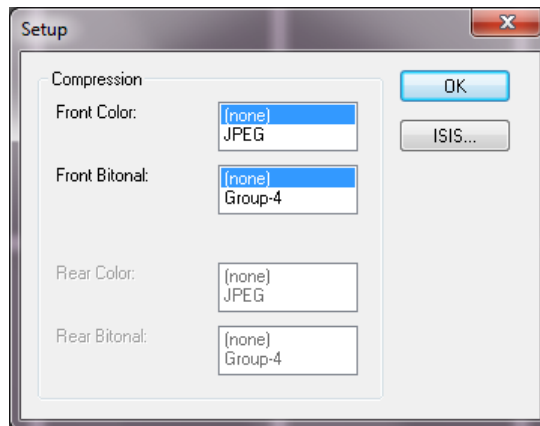 Setup
Compression
OK
Front Color:
(none)
JPEG
ISIS...
Front Bitonal:
(none)
Group-4
Rear Color:
(none)
JPEG
Rear Bitonal:
(none)
Group-4